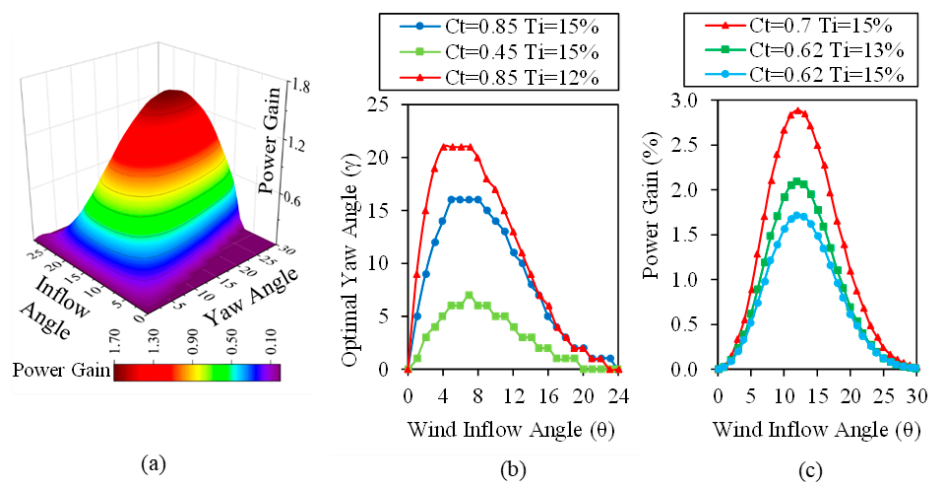 1.8
1.2
0.6
Power Gain
25
20
15
10
5
0
Inflow
Angle
5
10
15
20
25
30
Yaw Angle
1.70
1.30
0.90
0.50
0.10
Power Gain
(a)
Ct=0.85 Ti=15%
Ct=0.45 Ti=15%
Ct=0.85 Ti=12%
25
20
15
10
5
0
Optimal Yaw Angle (γ)
0 4 8 12 16 20 24
Wind Inflow Angle (θ)
(b)
Ct=0.7 Ti=15%
Ct=0.62 Ti=13%
Ct=0.62 Ti=15%
3.0
2.5
2.0
1.5
1.0
0.5
0.0
Power Gain (%)
0 5 10 15 20 25 30
Wind Inflow Angle (θ)
(c)